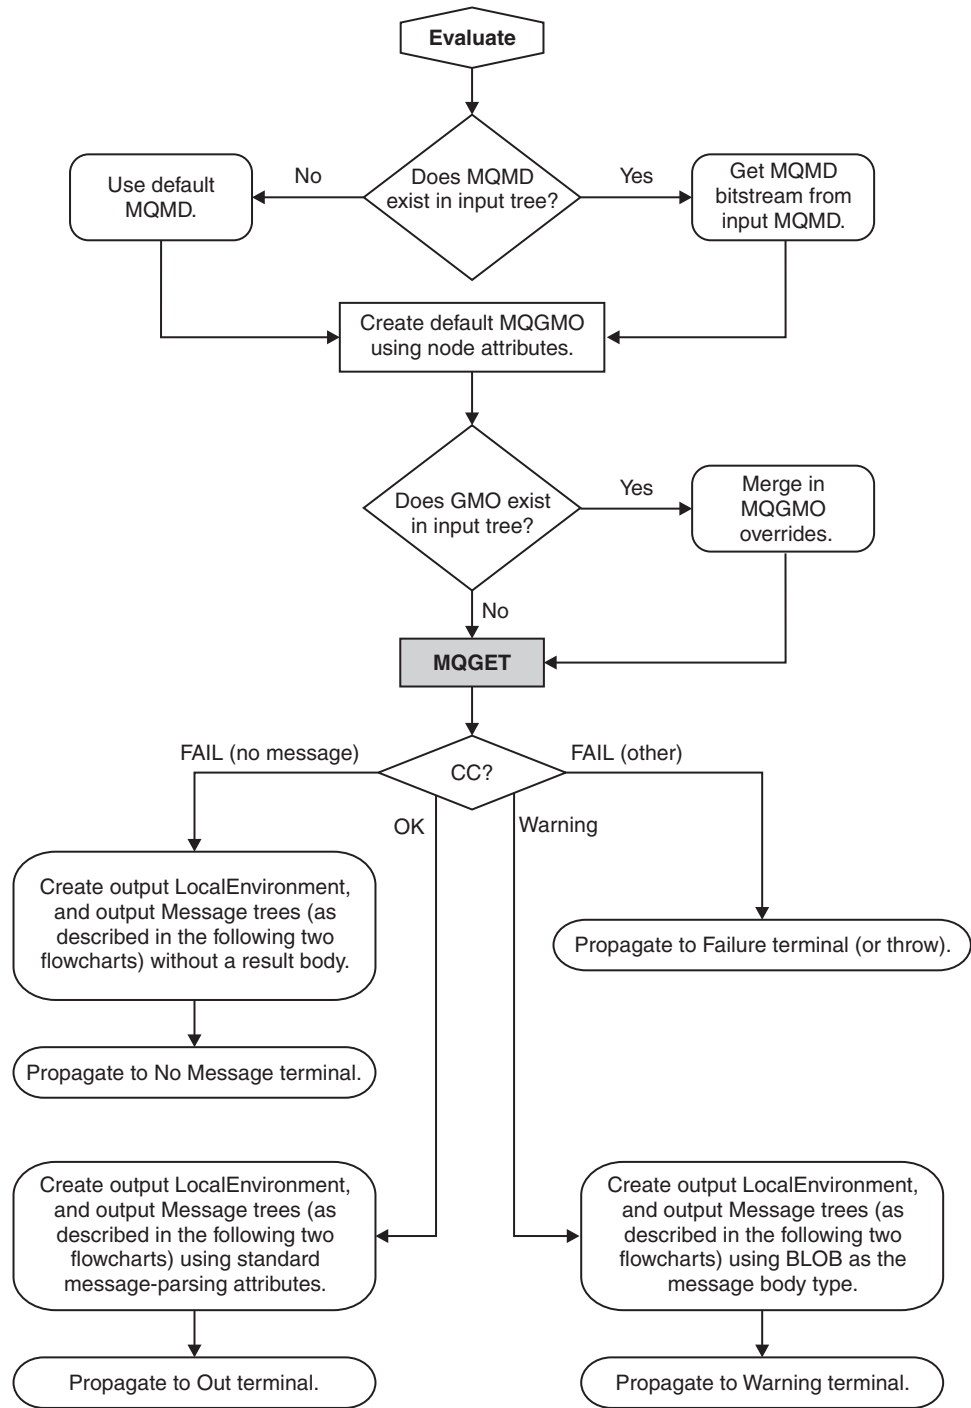 Evaluate
Does MQMD
exist in input tree?
No
Yes
Use default
MQMD.
Get MQMD
bitstream from
input MQMD.
Create default MQGMO
using node attributes.
Does GMO exist
in input tree?
Yes
Merge in
MQGMO
overrides.
No
MQGET
CC?
FAIL (no message)
FAIL (other)
OK
Warning
Create output LocalEnvironment,
and output Message trees (as
described in the following two
flowcharts) without a result body.
Propagate to Failure terminal (or throw).
Propagate to No Message terminal.
Create output LocalEnvironment,
and output Message trees (as
described in the following two
flowcharts) using standard
message-parsing attributes.
Create output LocalEnvironment,
and output Message trees (as
described in the following two
flowcharts) using BLOB as the
message body type.
Propagate to Out terminal.
Propagate to Warning terminal.